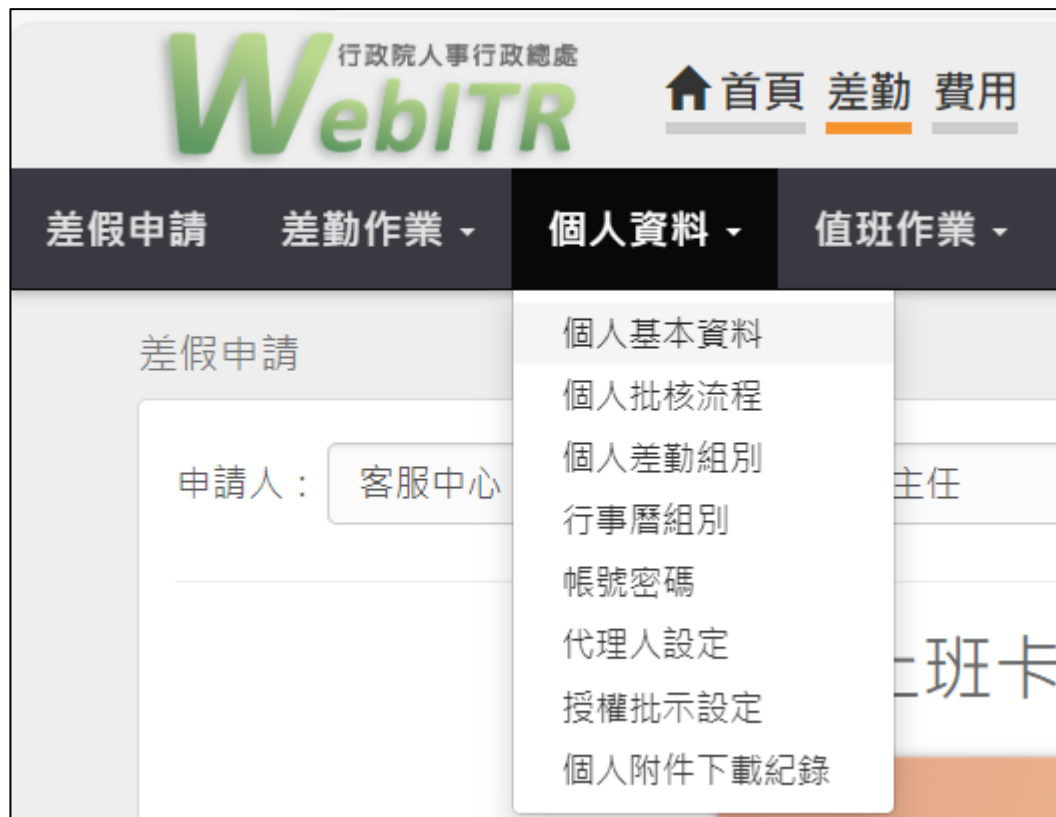 行政院人事行政總處
WebITR
首頁 差勤 費用
差假申請 差勤作業 個人資料 值班作業
差假申請
申請人： 客服中心 主任
個人基本資料
個人批核流程
個人差勤組別
行事曆組別
帳號密碼
代理人設定
授權批示設定
個人附件下載紀錄
班卡